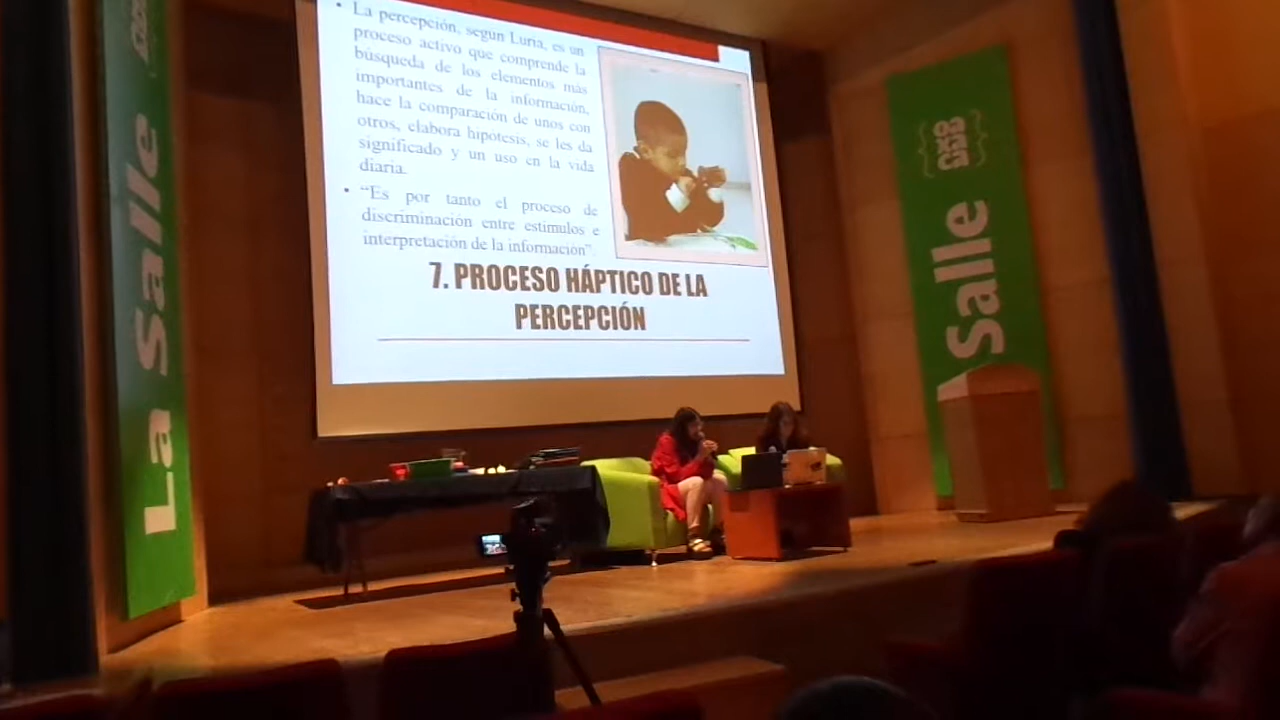 • La percepción, según Luria, es un
proceso activo que comprende la
búsqueda de los elementos más
importantes de la información,
hace la comparación de unos con
otros, elabora hipótesis, se les da
significado y un uso en la vida
diaria.
• “Es por tanto el proceso de
discriminación entre estímulos e
interpretación de la información”.
7. PROCESO HÁPTICO DE LA
PERCEPCIÓN
La Salle
Salle